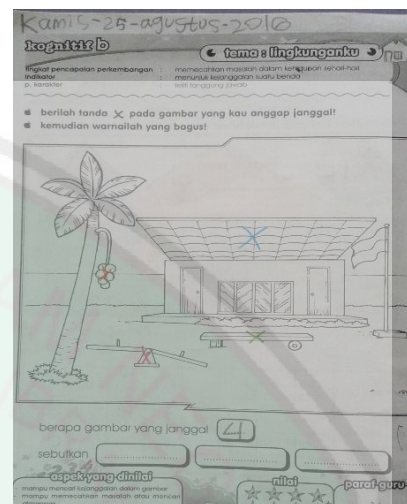 Kamis-25-agustus-2016
kognitif b
tema : lingkunganku
tingkat pencapaian perkembangan : memecahkan masalah dalam kehidupan sehari-hari
indikator : menunjuk kejanggalan suatu benda
p. karakter : teliti tanggung jawab
berilah tanda X pada gambar yang kau anggap janggal!
kemudian warnailah yang bagus!
berapa gambar yang janggal 4
sebutkan
aspek yang dinilai
mampu mencari kejanggalan dalam gambar
mampu memecahkan masalah atau mencari
nilai
paraf guru